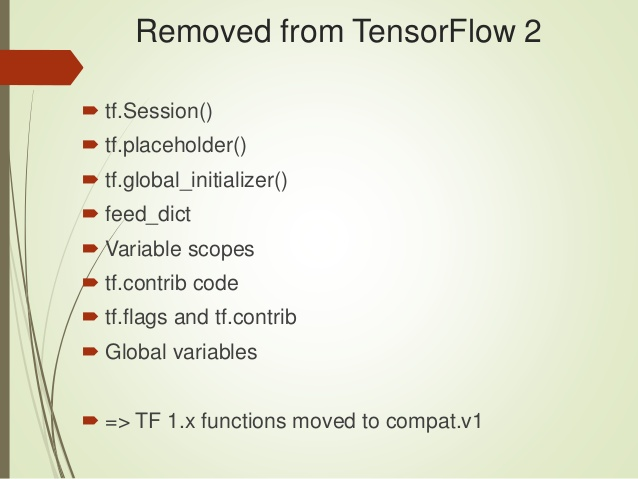 Removed from TensorFlow 2
tf.Session()
tf.placeholder()
tf.global_initializer()
feed_dict
Variable scopes
tf.contrib code
tf.flags and tf.contrib
Global variables
=> TF 1.x functions moved to compat.v1